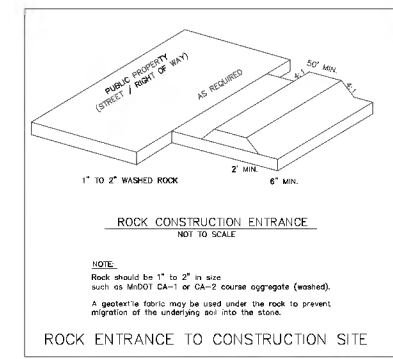 PUBLIC PROPERTY
(STREET / RIGHT OF WAY)
AS REQUIRED
4:1
50' MIN.
4:1
2' MIN.
6" MIN.
1" TO 2" WASHED ROCK
ROCK CONSTRUCTION ENTRANCE
NOT TO SCALE
NOTE:
Rock should be 1" to 2" in size
such as MnDOT CA-1 or CA-2 course aggregate (washed).
A geotextile fabric may be used under the rock to prevent
migration of the underlying soil into the stone.
ROCK ENTRANCE TO CONSTRUCTION SITE